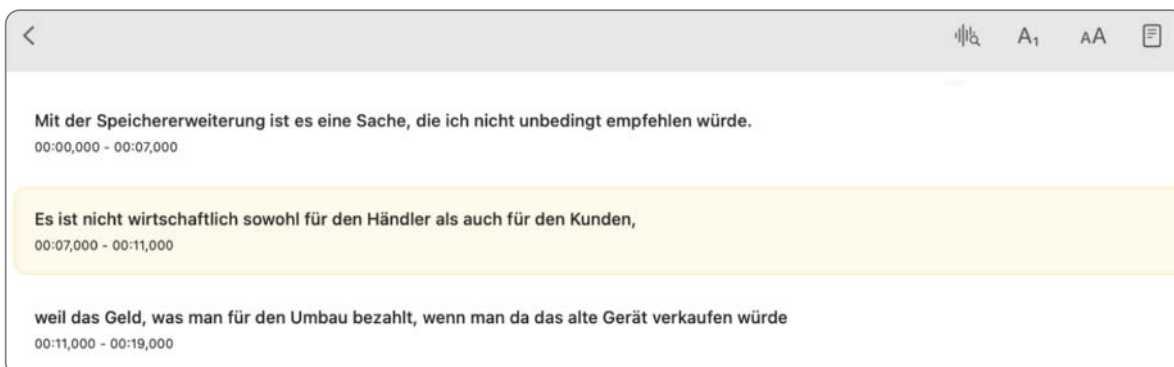 A₁ AA
Mit der Speichererweiterung ist es eine Sache, die ich nicht unbedingt empfehlen würde.
00:00,000 - 00:07,000
Es ist nicht wirtschaftlich sowohl für den Händler als auch für den Kunden,
00:07,000 - 00:11,000
weil das Geld, was man für den Umbau bezahlt, wenn man da das alte Gerät verkaufen würde
00:11,000 - 00:19,000